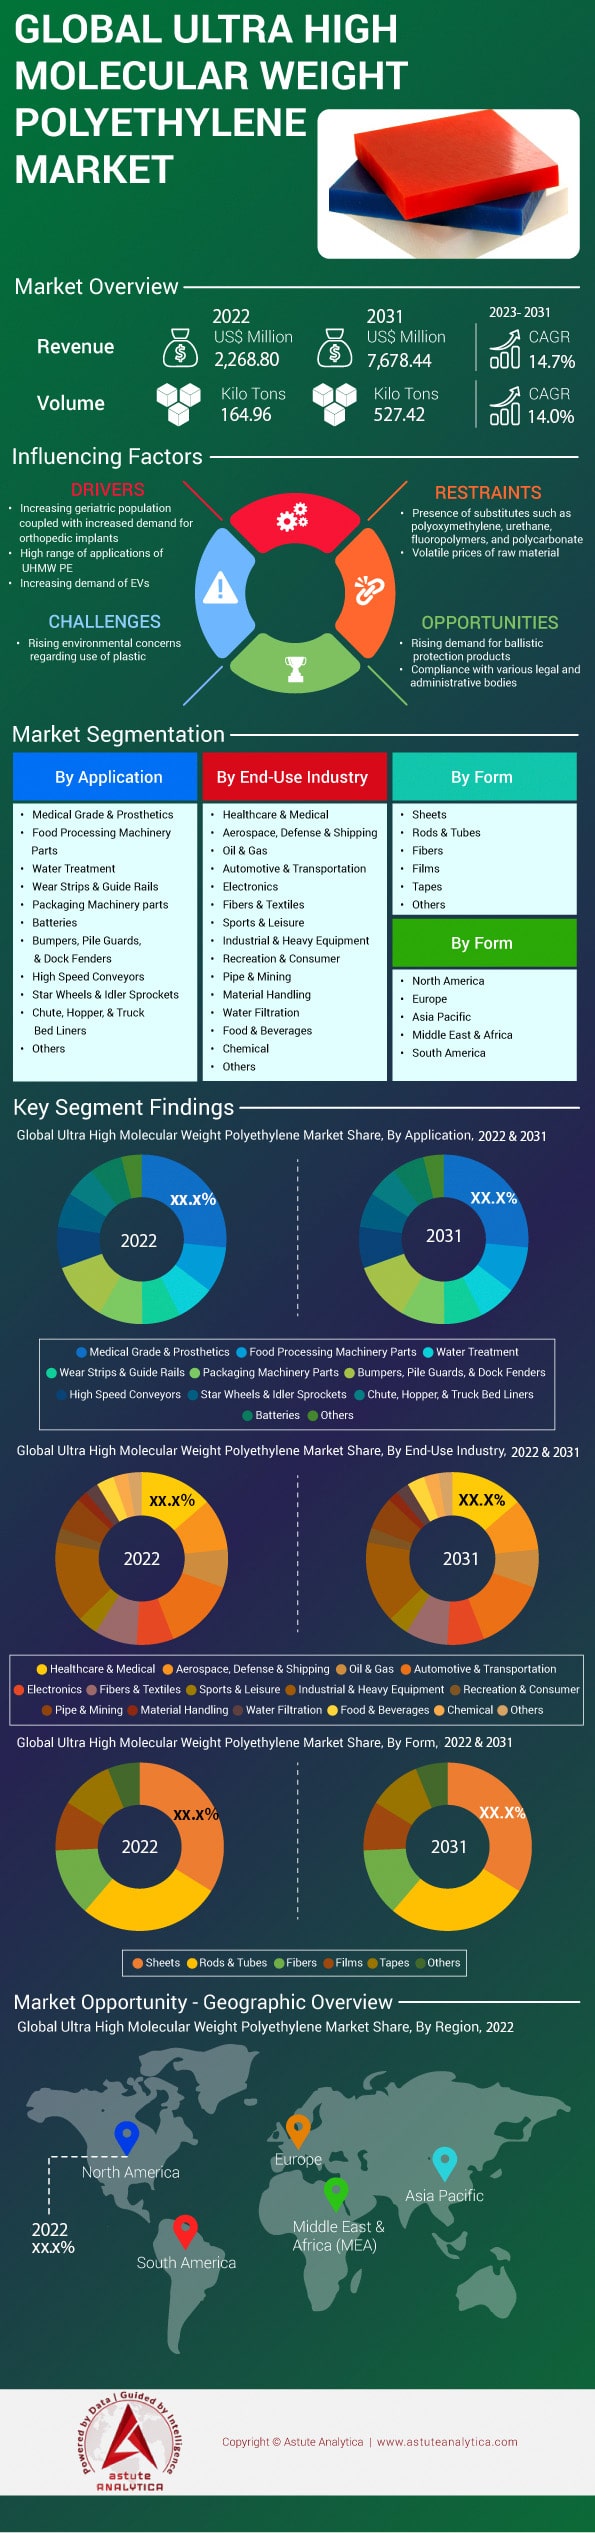 GLOBAL ULTRA HIGH
MOLECULAR WEIGHT
POLYETHYLENE
MARKET
Market Overview
Revenue
2022
US$ Million
2,268.80
2031
US$ Million
7,678.44
2023- 2031
CAGR
14.7%
Volume
Kilo Tons
164.96
Kilo Tons
527.42
CAGR
14.0%
Influencing Factors
DRIVERS
• Increasing geriatric population
coupled with increased demand for
orthopedic implants
• High range of applications of
UHMW PE
• Increasing demand of EVs
RESTRAINTS
• Presence of substitutes such as
polyoxymethylene, urethane,
fluoropolymers, and polycarbonate
• Volatile prices of raw material
CHALLENGES
• Rising environmental concerns
regarding use of plastic
OPPORTUNITIES
• Rising demand for ballistic
protection products
• Compliance with various legal and
administrative bodies
Market Segmentation
By Application
• Medical Grade & Prosthetics
• Food Processing Machinery
Parts
• Water Treatment
• Wear Strips & Guide Rails
• Packaging Machinery parts
• Batteries
• Bumpers, Pile Guards,
& Dock Fenders
• High Speed Conveyors
• Star Wheels & Idler Sprockets
• Chute, Hopper, & Truck
Bed Liners
• Others
By End-Use Industry
• Healthcare & Medical
• Aerospace, Defense & Shipping
• Oil & Gas
• Automotive & Transportation
• Electronics
• Fibers & Textiles
• Sports & Leisure
• Industrial & Heavy Equipment
• Recreation & Consumer
• Pipe & Mining
• Material Handling
• Water Filtration
• Food & Beverages
• Chemical
• Others
By Form
• Sheets
• Rods & Tubes
• Fibers
• Films
• Tapes
• Others
By Form
• North America
• Europe
• Asia Pacific
• Middle East & Africa
• South America
Key Segment Findings
Global Ultra High Molecular Weight Polyethylene Market Share, By Application, 2022 & 2031
xx.x%
2022
XX.X%
2031
Medical Grade & Prosthetics Food Processing Machinery Parts Water Treatment
Wear Strips & Guide Rails Packaging Machinery Parts Bumpers, Pile Guards, & Dock Fenders
High Speed Conveyors Star Wheels & Idler Sprockets Chute, Hopper, & Truck Bed Liners
Batteries Others
Global Ultra High Molecular Weight Polyethylene Market Share, By End-Use Industry, 2022 & 2031
xx.x%
2022
XX.X%
2031
Healthcare & Medical Aerospace, Defense & Shipping Oil & Gas Automotive & Transportation
Electronics Fibers & Textiles Sports & Leisure Industrial & Heavy Equipment Recreation & Consumer
Pipe & Mining Material Handling Water Filtration Food & Beverages Chemical Others
Global Ultra High Molecular Weight Polyethylene Market Share, By Form, 2022 & 2031
xx.x%
2022
XX.X%
2031
Sheets Rods & Tubes Fibers Films Tapes Others
Market Opportunity - Geographic Overview
Global Ultra High Molecular Weight Polyethylene Market Share, By Region, 2022
North America
Europe
Asia Pacific
2022
xx.x%
Middle East &
Africa (MEA)
South America
Powered by Data | Guided by Intelligence
astute
ANALYTICA
Copyright © Astute Analytica | www.astuteanalytica.com